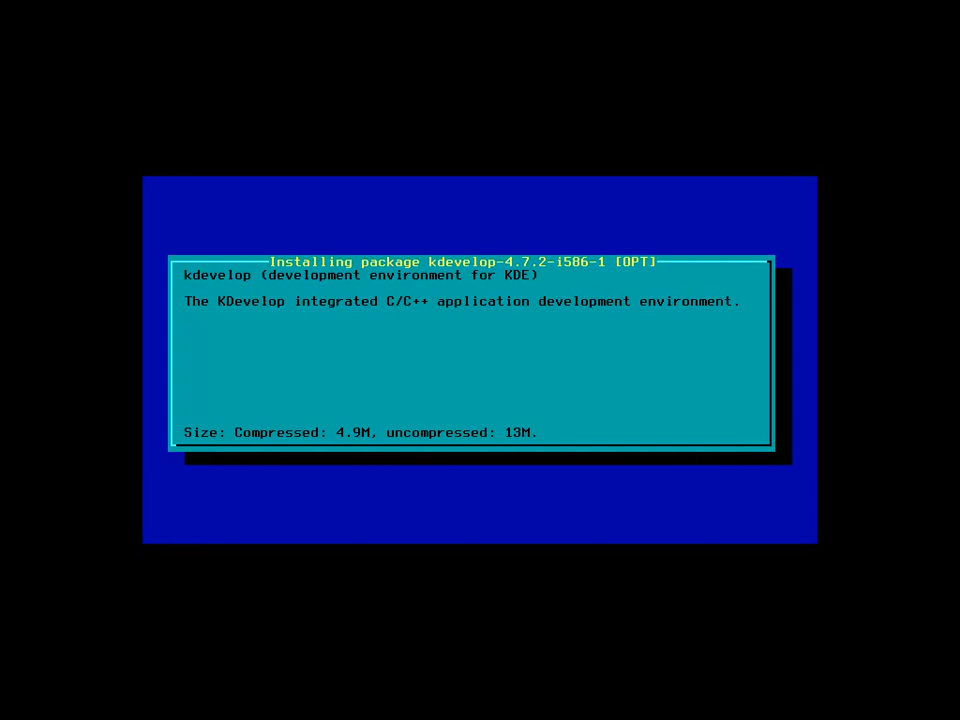 Installing package kdevelop-4.7.2-i586-1 [OPT]
kdevelop (development environment for KDE)
The KDevelop integrated C/C++ application development environment.
Size: Compressed: 4.9M, uncompressed: 13M.